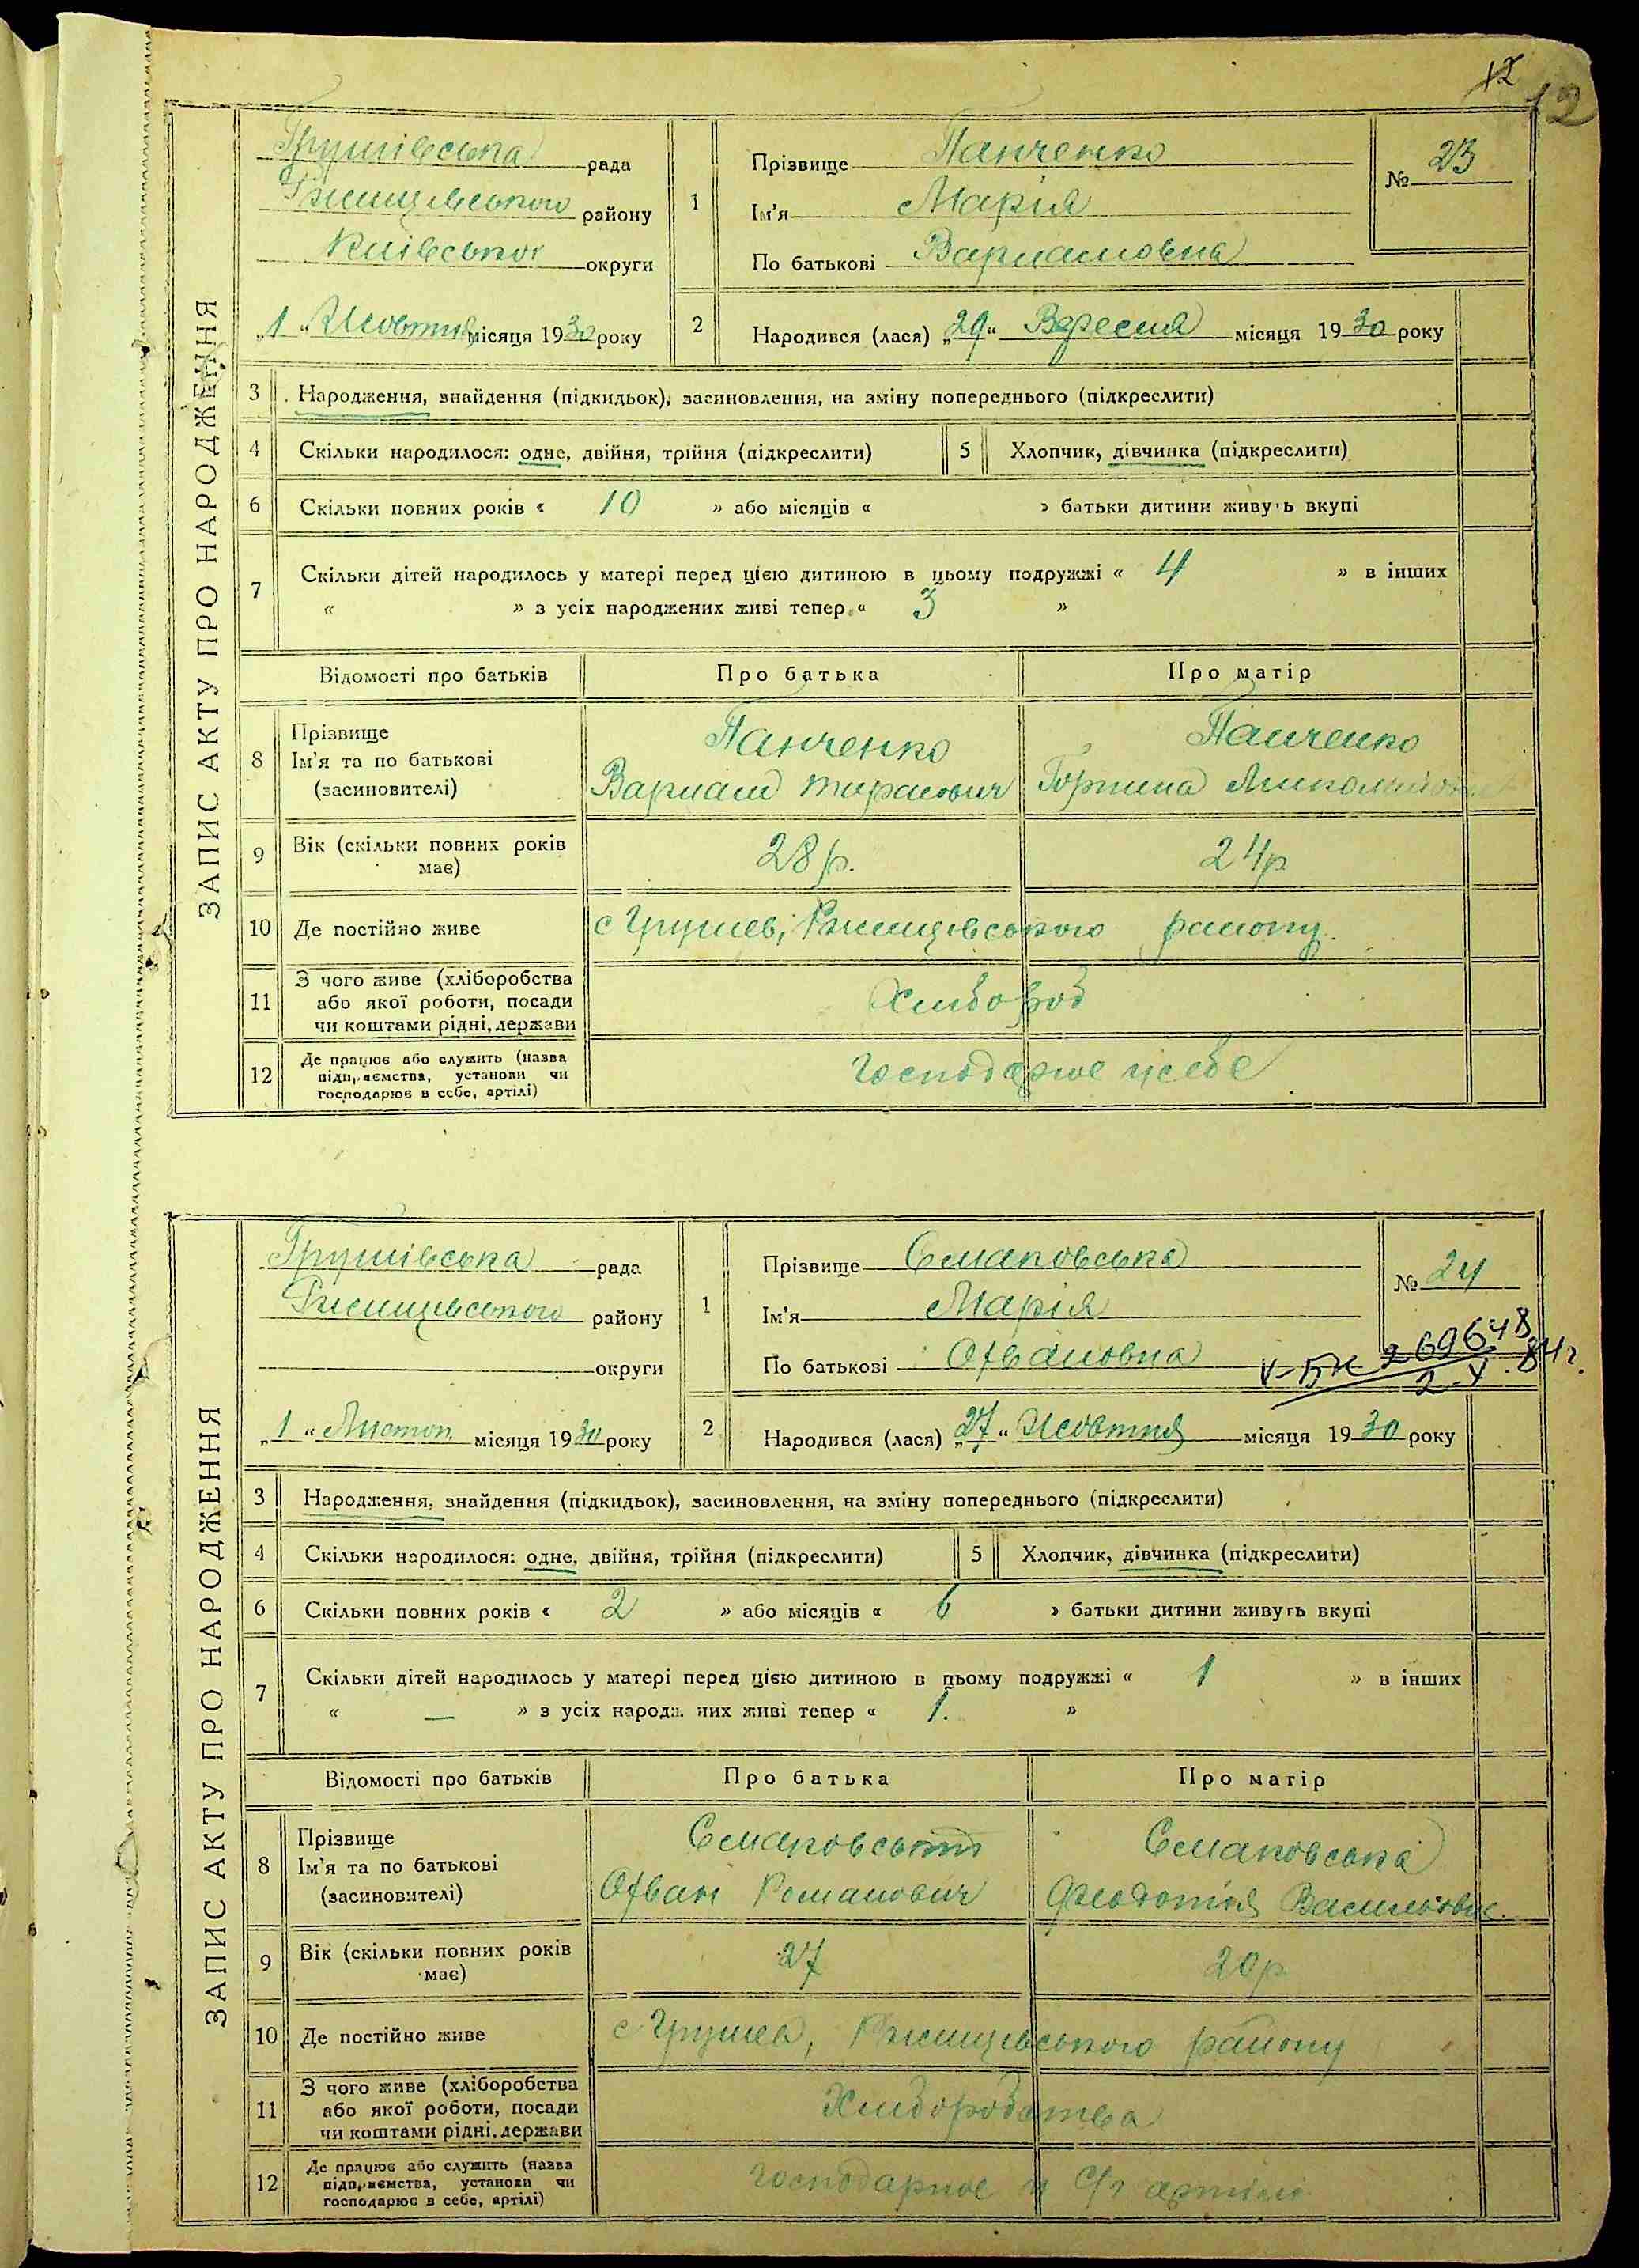 12
12
ЗАПИС АКТУ ПРО НАРОДЖЕННЯ
Грушівська рада
Ржищівського району
Київської округи
„1“ Жовтня місяця 1930 року
1
Прізвище Панченко
Ім'я Марія
По батькові Варламовна
№ 23
2
Народився (лася) „29“ Вересня місяця 1930 року
3 Народження, знайдення (підкидьок), засиновлення, на зміну попереднього (підкреслити)
4 Скільки народилося: одне, двійня, трійня (підкреслити) 5 Хлопчик, дівчинка (підкреслити)
6 Скільки повних років « 10 » або місяців « » батьки дитини живуть вкупі
7 Скільки дітей народилось у матері перед цією дитиною в цьому подружжі « 4 » в інших
« » з усіх народжених живі тепер « 3 »
Відомості про батьків Про батька Про матір
8 Прізвище
Ім'я та по батькові
(засиновителі)
Панченко
Варлам
Панченко
9 Вік (скільки повних років
має)
28 р.
24 р
10 Де постійно живе с Грушев, Ржищівського району.
11 З чого живе (хліборобства
або якої роботи, посади
чи коштами рідні, держави
Хлібороб
12 Де працює або служить (назва
підприємства, установи чи
господарює в себе, артілі)
Господарює у себе
ЗАПИС АКТУ ПРО НАРОДЖЕННЯ
Грушівська рада
Ржищівського району
округи
„1“ Листоп. місяця 1930 року
1
Прізвище Семаковська
Ім'я Марія
По батькові
№ 24
V-БК 269648
2-X. 84 г.
2
Народився (лася) „27“ Жовтня місяця 1930 року
3 Народження, знайдення (підкидьок), засиновлення, на зміну попереднього (підкреслити)
4 Скільки народилося: одне, двійня, трійня (підкреслити) 5 Хлопчик, дівчинка (підкреслити)
6 Скільки повних років « 2 » або місяців « 6 » батьки дитини живуть вкупі
7 Скільки дітей народилось у матері перед цією дитиною в цьому подружжі « 1 » в інших
« — » з усіх народж. них живі тепер « 1. »
Відомості про батьків Про батька Про матір
8 Прізвище
Ім'я та по батькові
(засиновителі)
Романович
Семаковська
9 Вік (скільки повних років
має)
27
20 р
10 Де постійно живе с Грушев, Ржищівського району
11 З чого живе (хліборобства
або якої роботи, посади
чи коштами рідні, держави
Хліборобства
12 Де працює або служить (назва
підприємства, установи чи
господарює в себе, артілі)
Господарює у С/г артілі